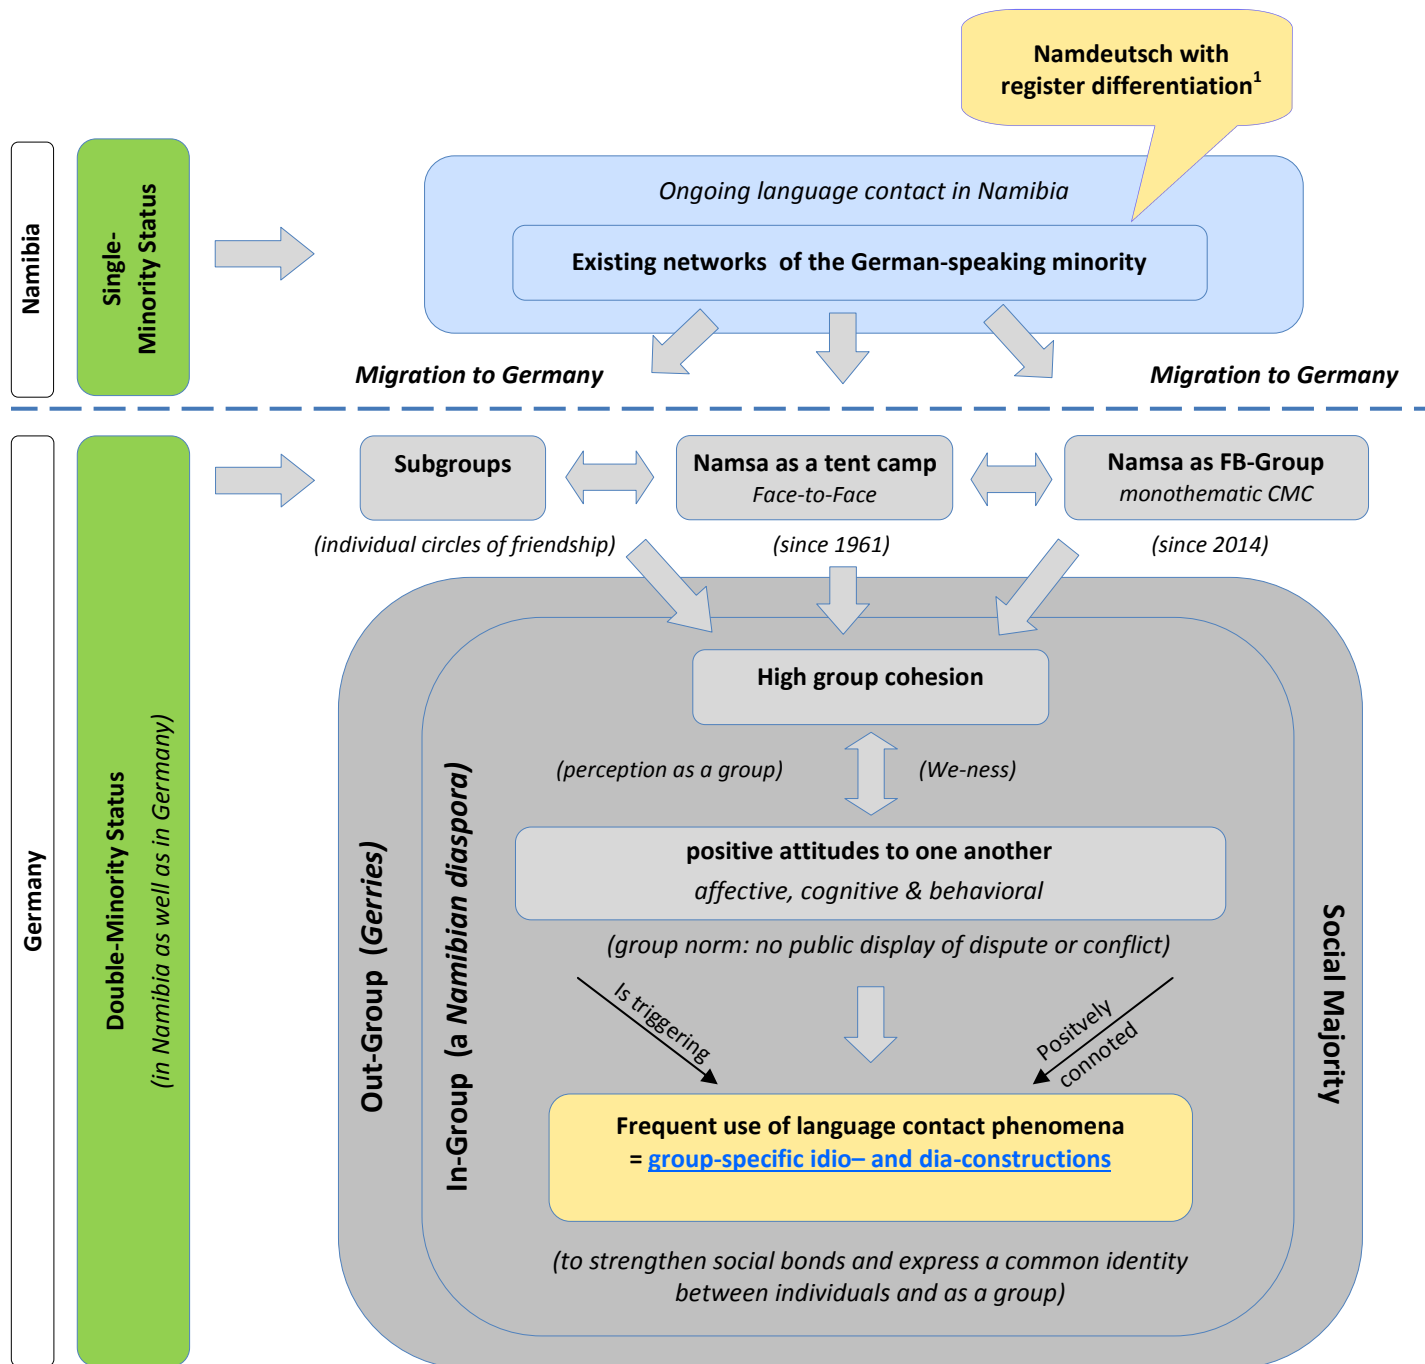 Namdeutsch with
register differentiation¹
Namibia
Single-
Minority Status
Ongoing language contact in Namibia
Existing networks of the German-speaking minority
Migration to Germany
Migration to Germany
Germany
Double-Minority Status
(in Namibia as well as in Germany)
Subgroups
(individual circles of friendship)
Namsa as a tent camp
Face-to-Face
(since 1961)
Namsa as FB-Group
monothematic CMC
(since 2014)
Out-Group (Gerries)
In-Group (a Namibian diaspora)
Social Majority
High group cohesion
(perception as a group)
(We-ness)
positive attitudes to one another
affective, cognitive & behavioral
(group norm: no public display of dispute or conflict)
Is triggering
Positvely
connoted
Frequent use of language contact phenomena
= group-specific idio– and dia-constructions
(to strengthen social bonds and express a common identity
between individuals and as a group)